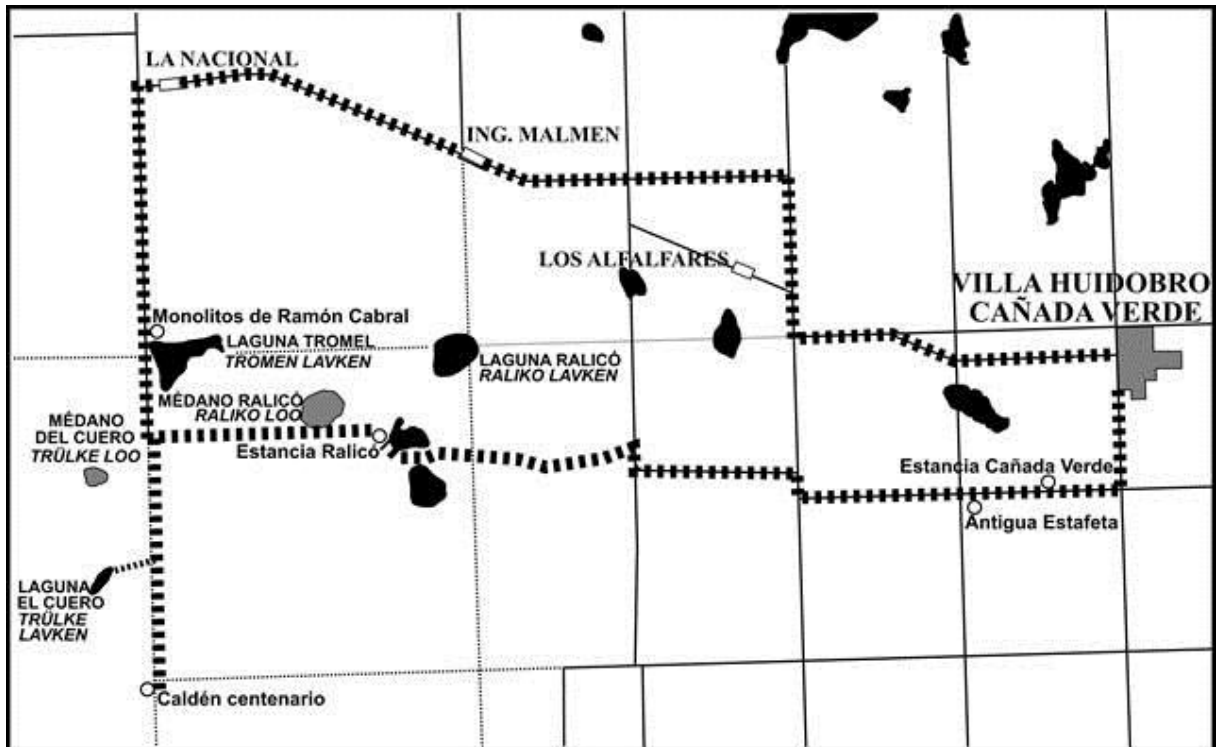 LA NACIONAL
ING. MALMEN
LOS ALFALFARES
VILLA HUIDOBRO
CAÑADA VERDE
Monolitos de Ramón Cabral
LAGUNA TROMEL
TROMEN LAVKEN
LAGUNA RALICÓ
RALIKO LAVKEN
MÉDANO RALICÓ
RALIKO LOO
MÉDANO
DEL CUERO
TRÜLKE LOO
Estancia Ralicó
Estancia Cañada Verde
Antigua Estafeta
LAGUNA
EL CUERO
TRÜLKE
LAVKEN
Caldén centenario